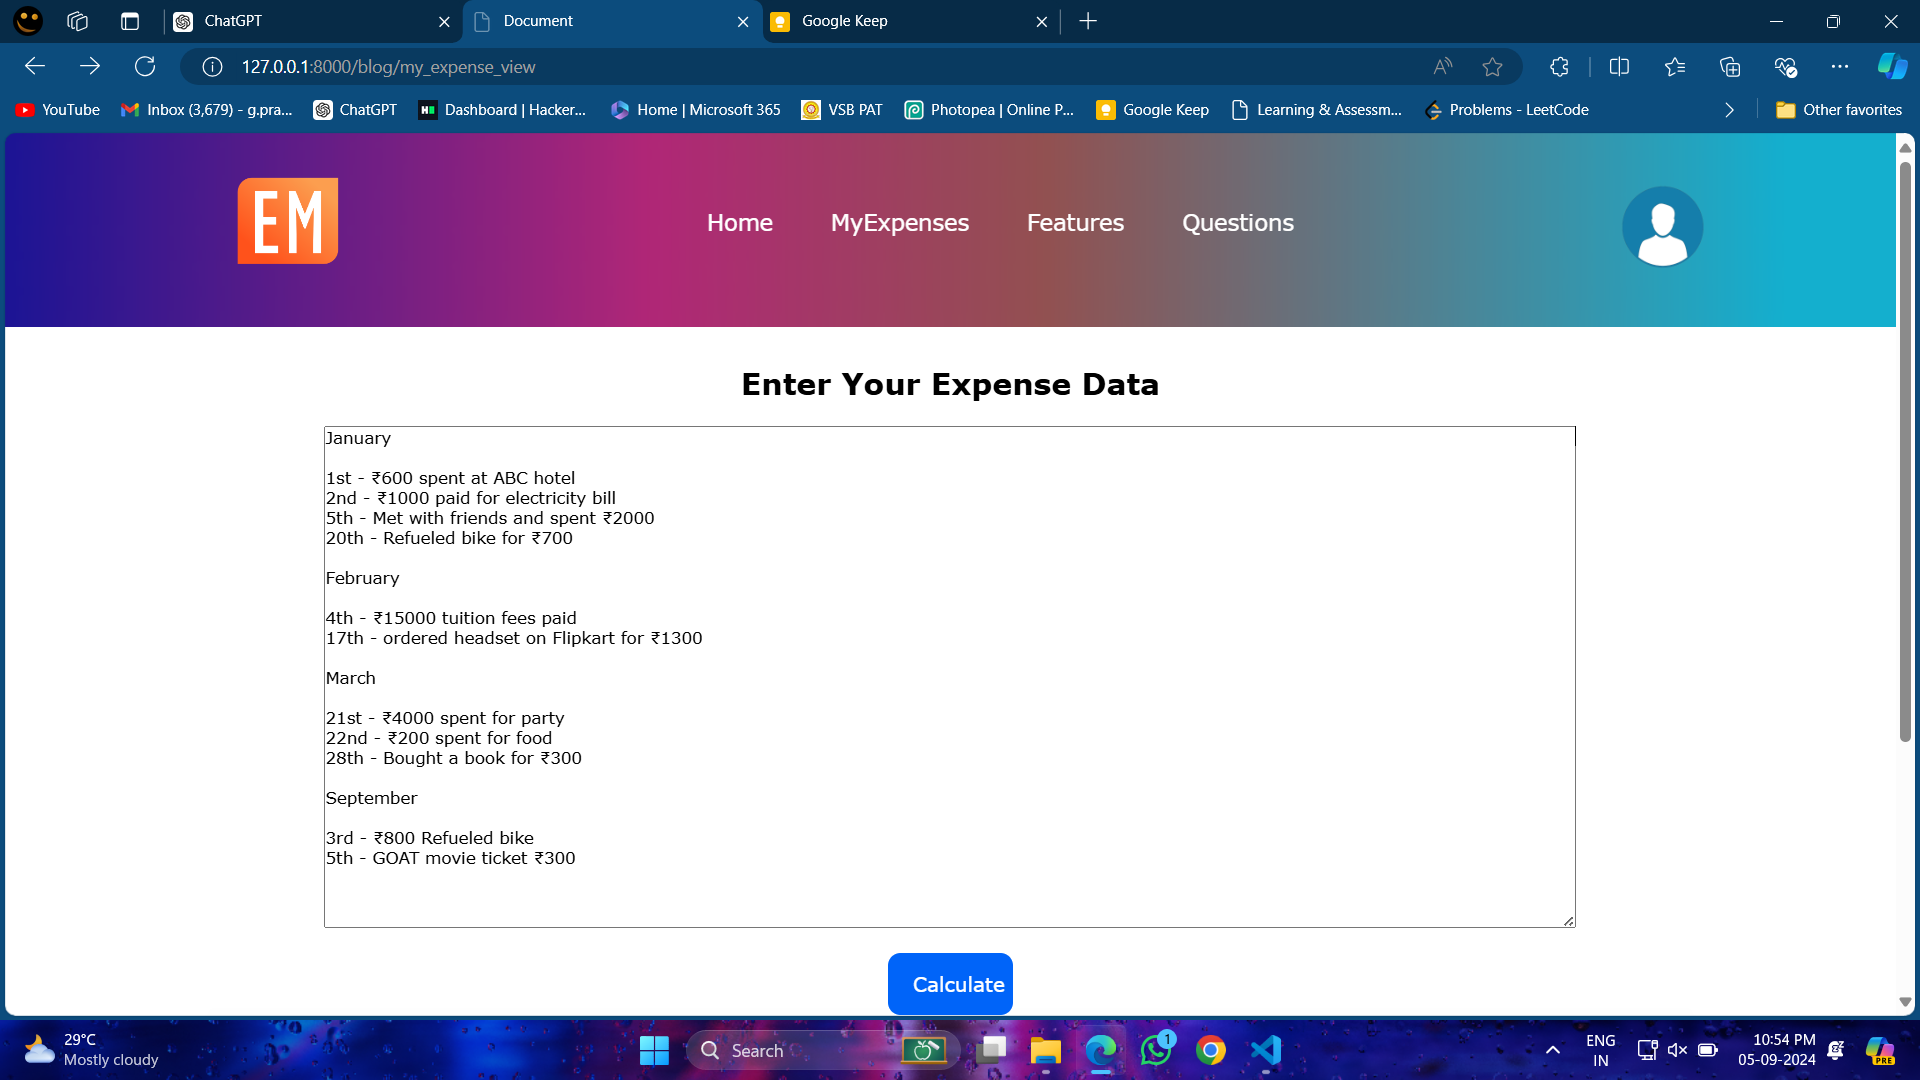 ChatGPT
Document
Google Keep
127.0.0.1:8000/blog/my_expense_view
YouTube
Inbox (3,679) - g.pra...
ChatGPT
Dashboard | Hacker...
Home | Microsoft 365
VSB PAT
Photopea | Online P...
Google Keep
Learning & Assessm...
Problems - LeetCode
Other favorites
EM
Home
MyExpenses
Features
Questions
Enter Your Expense Data
January
1st - ₹600 spent at ABC hotel
2nd - ₹1000 paid for electricity bill
5th - Met with friends and spent ₹2000
20th - Refueled bike for ₹700
February
4th - ₹15000 tuition fees paid
17th - ordered headset on Flipkart for ₹1300
March
21st - ₹4000 spent for party
22nd - ₹200 spent for food
28th - Bought a book for ₹300
September
3rd - ₹800 Refueled bike
5th - GOAT movie ticket ₹300
Calculate
29°C
Mostly cloudy
Search
1
ENG
IN
10:54 PM
05-09-2024
PRE